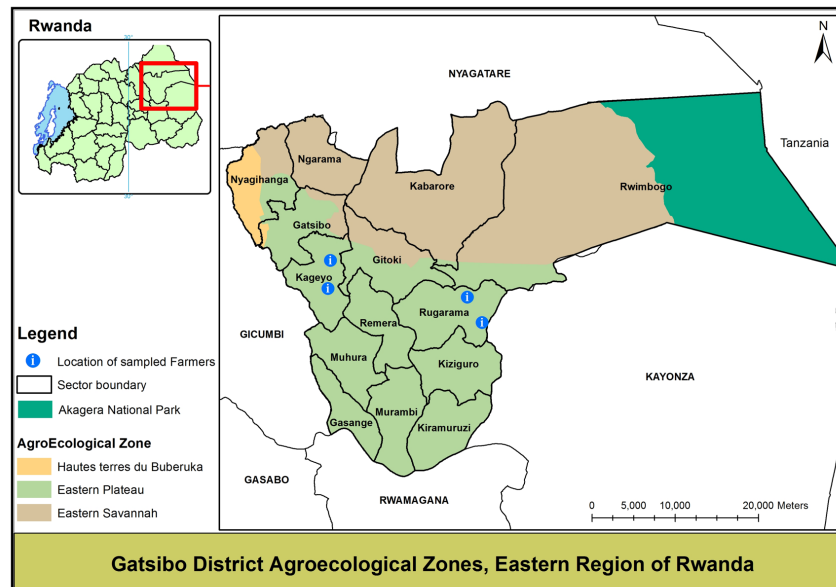 Rwanda
30°
30°
N
NYAGATARE
Tanzania
Ngarama
Nyagihanga
Kabarore
Rwimbogo
Gatsibo
Gitoki
Kageyo
Rugarama
Remera
GICUMBI
Muhura
Kiziguro
KAYONZA
Murambi
Gasange
Kiramuruzi
GASABO
RWAMAGANA
Legend
Location of sampled Farmers
Sector boundary
Akagera National Park
AgroEcological Zone
Hautes terres du Buberuka
Eastern Plateau
Eastern Savannah
0 5,000 10,000 20,000 Meters
Gatsibo District Agroecological Zones, Eastern Region of Rwanda